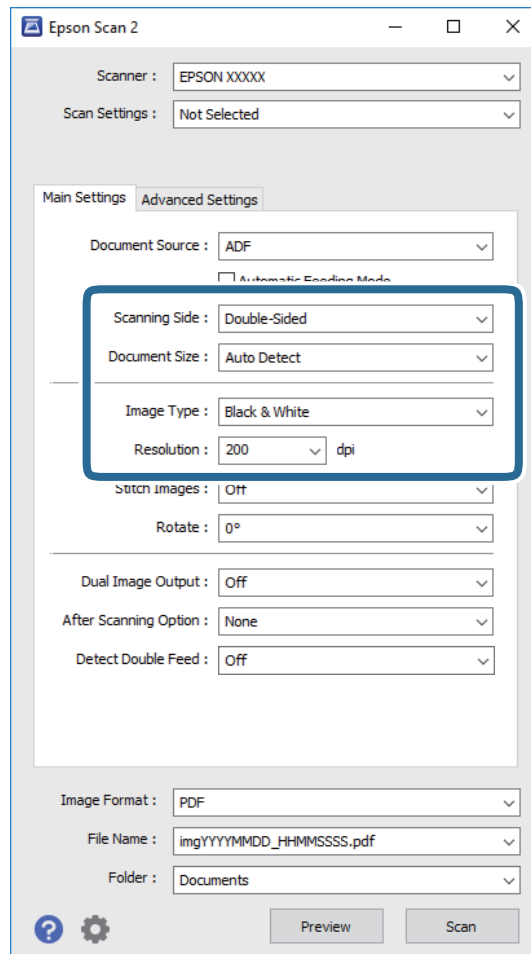 Epson Scan 2
Scanner : EPSON XXXXX
Scan Settings : Not Selected
Main Settings Advanced Settings
Document Source : ADF
Automatic Feeding Mode
Scanning Side : Double-Sided
Document Size : Auto Detect
Image Type : Black & White
Resolution : 200 dpi
Stitch Images : Off
Rotate : 0°
Dual Image Output : Off
After Scanning Option : None
Detect Double Feed : Off
Image Format : PDF
File Name : imgYYYYMMDD_HHMMSSSS.pdf
Folder : Documents
? Preview Scan